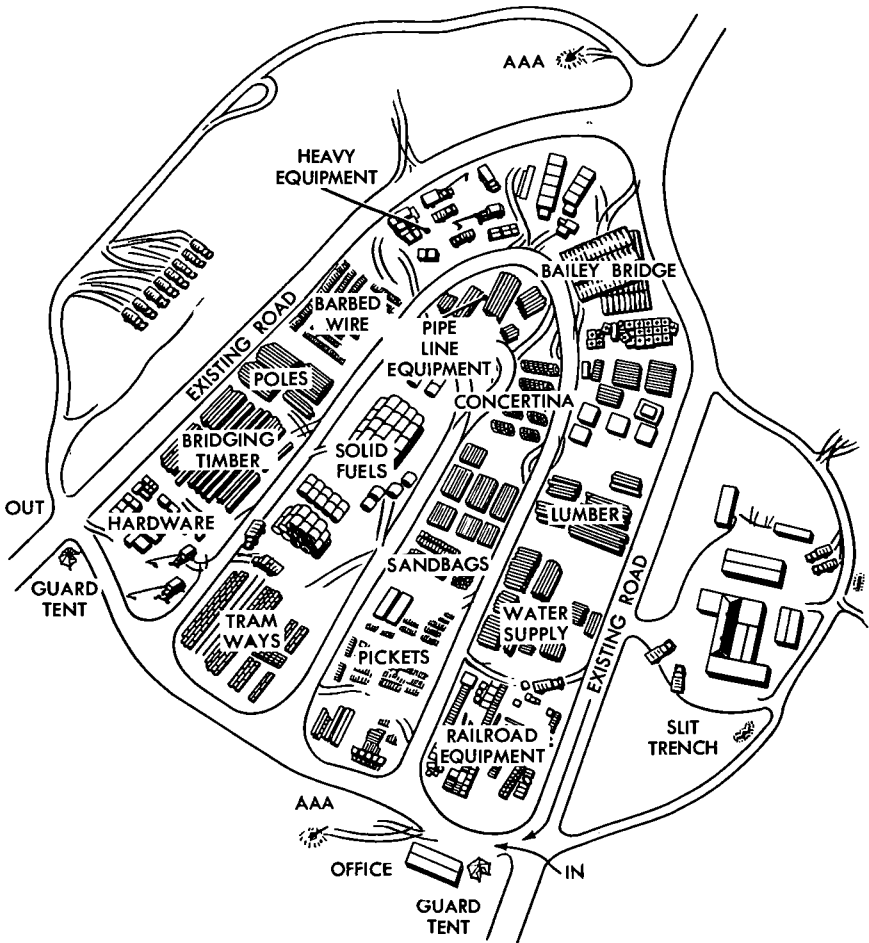 AAA
HEAVY
EQUIPMENT
BAILEY BRIDGE
EXISTING ROAD
BARBED
WIRE
PIPE
LINE
EQUIPMENT
POLES
CONCERTINA
BRIDGING
TIMBER
SOLID
FUELS
OUT
HARDWARE
LUMBER
GUARD
TENT
SANDBAGS
EXISTING ROAD
TRAM
WAYS
WATER
SUPPLY
PICKETS
SLIT
TRENCH
RAILROAD
EQUIPMENT
AAA
OFFICE
IN
GUARD
TENT